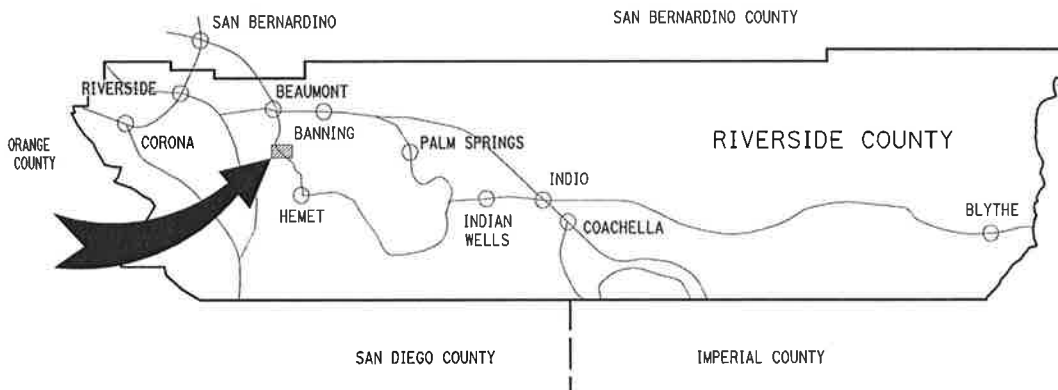 SAN BERNARDINO
SAN BERNARDINO COUNTY
RIVERSIDE
BEAUMONT
BANNING
ORANGE
COUNTY
CORONA
PALM SPRINGS
RIVERSIDE COUNTY
HEMET
INDIO
INDIAN
WELLS
COACHELLA
BLYTHE
SAN DIEGO COUNTY
IMPERIAL COUNTY